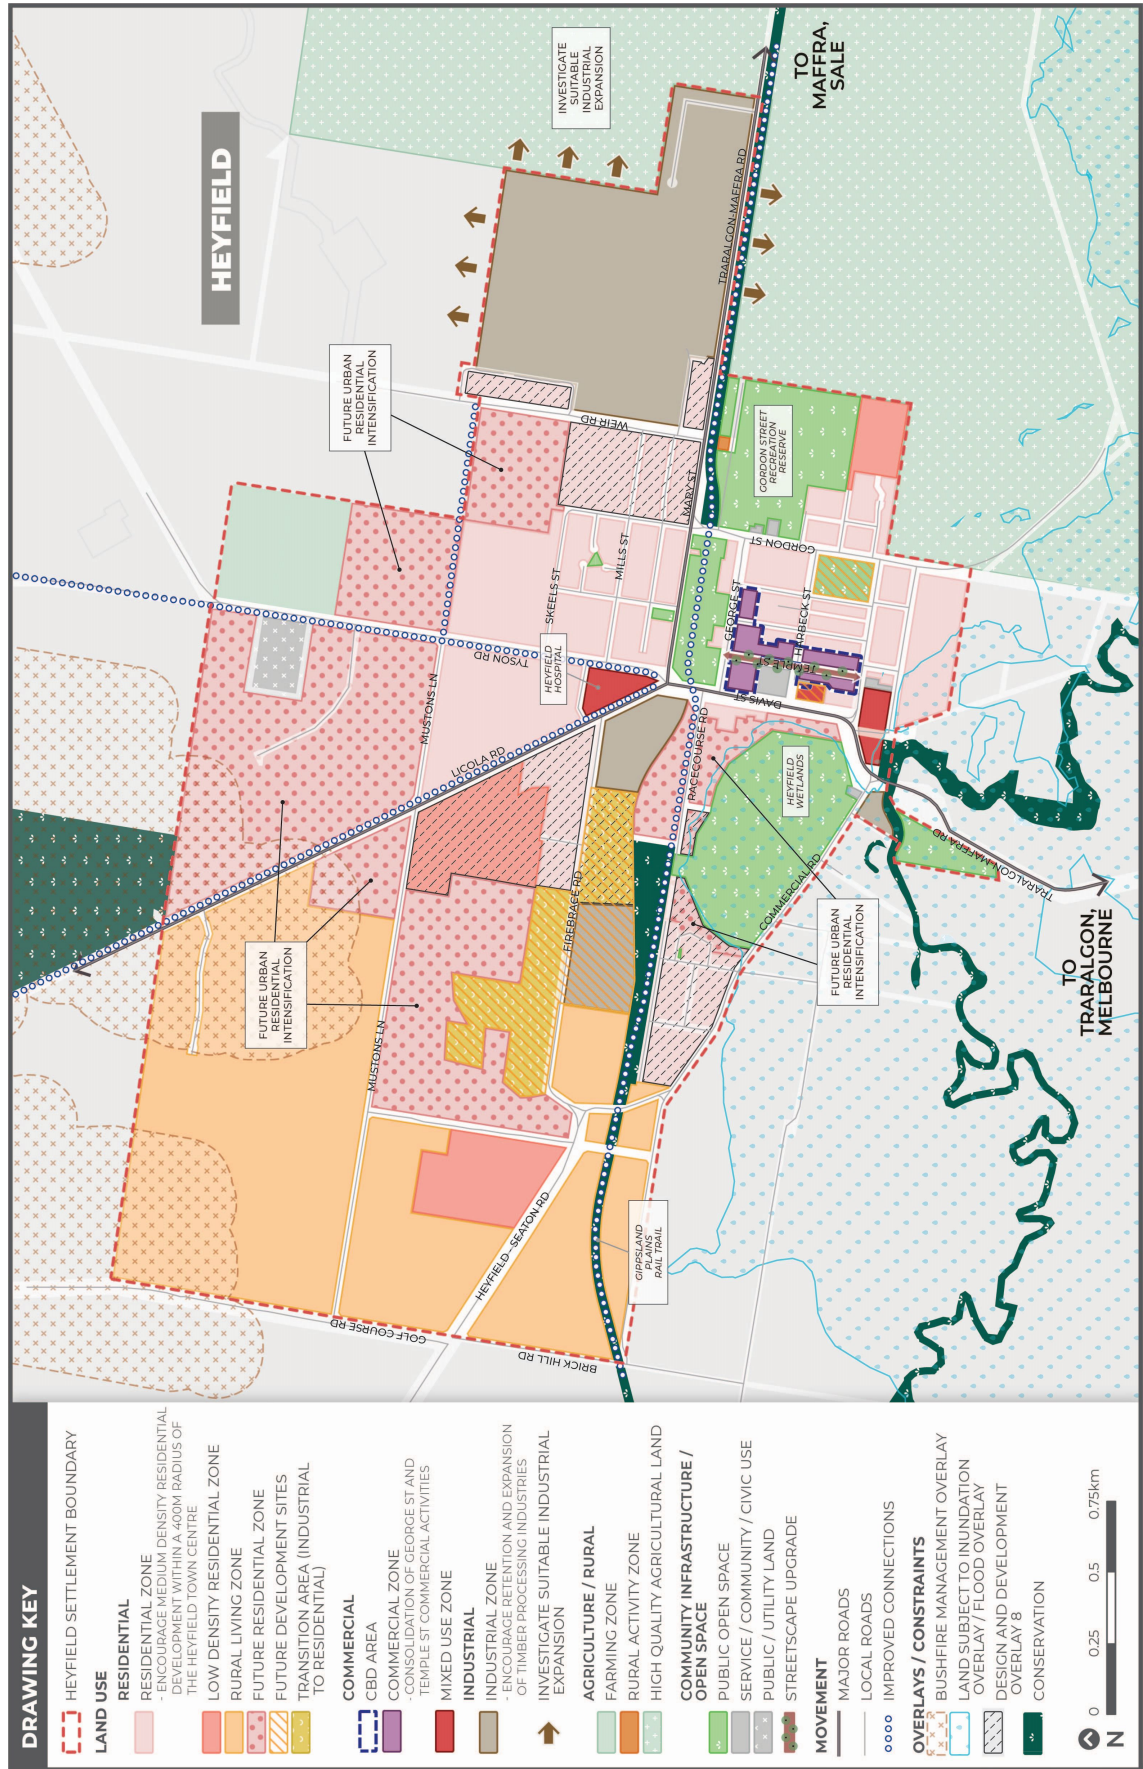 DRAWING KEY
HEYFIELD SETTLEMENT BOUNDARY
LAND USE
RESIDENTIAL
RESIDENTIAL ZONE
- ENCOURAGE MEDIUM DENSITY RESIDENTIAL
DEVELOPMENT WITHIN A 400M RADIUS OF
THE HEYFIELD TOWN CENTRE
LOW DENSITY RESIDENTIAL ZONE
RURAL LIVING ZONE
FUTURE RESIDENTIAL ZONE
FUTURE DEVELOPMENT SITES
TRANSITION AREA (INDUSTRIAL
TO RESIDENTIAL)
COMMERCIAL
CBD AREA
COMMERCIAL ZONE
- CONSOLIDATION OF GEORGE ST AND
TEMPLE ST COMMERCIAL ACTIVITIES
MIXED USE ZONE
INDUSTRIAL
INDUSTRIAL ZONE
- ENCOURAGE RETENTION AND EXPANSION
OF TIMBER PROCESSING INDUSTRIES
INVESTIGATE SUITABLE INDUSTRIAL
EXPANSION
AGRICULTURE / RURAL
FARMING ZONE
RURAL ACTIVITY ZONE
HIGH QUALITY AGRICULTURAL LAND
COMMUNITY INFRASTRUCTURE /
OPEN SPACE
PUBLIC OPEN SPACE
SERVICE / COMMUNITY / CIVIC USE
PUBLIC / UTILITY LAND
STREETSCAPE UPGRADE
MOVEMENT
MAJOR ROADS
LOCAL ROADS
IMPROVED CONNECTIONS
OVERLAYS / CONSTRAINTS
BUSHFIRE MANAGEMENT OVERLAY
LAND SUBJECT TO INUNDATION
OVERLAY / FLOOD OVERLAY
DESIGN AND DEVELOPMENT
OVERLAY 8
CONSERVATION
N
0
0.25
0.5
0.75km
HEYFIELD
FUTURE URBAN
RESIDENTIAL
INTENSIFICATION
FUTURE URBAN
RESIDENTIAL
INTENSIFICATION
INVESTIGATE
SUITABLE
INDUSTRIAL
EXPANSION
GOLF COURSE RD
BRICK HILL RD
HEYFIELD - SEATON RD
MUSTONS LN
MUSTONS LN
LICOLA RD
TYSON RD
FIREBRACE RD
HEYFIELD
HOSPITAL
SKEELS ST
MILLS ST
WEIR RD
MARY ST
TRARALGON-MAFFRA RD
TO
MAFFRA,
SALE
GIPPSLAND
PLAINS
RAIL TRAIL
RACECOURSE RD
DAVIS ST
GEORGE ST
TEMPLE ST
HARBECK ST
GORDON ST
GORDON STREET
RECREATION
RESERVE
HEYFIELD
WETLANDS
COMMERCIAL RD
FUTURE URBAN
RESIDENTIAL
INTENSIFICATION
TRARALGON-MAFFRA RD
TO
TRARALGON,
MELBOURNE